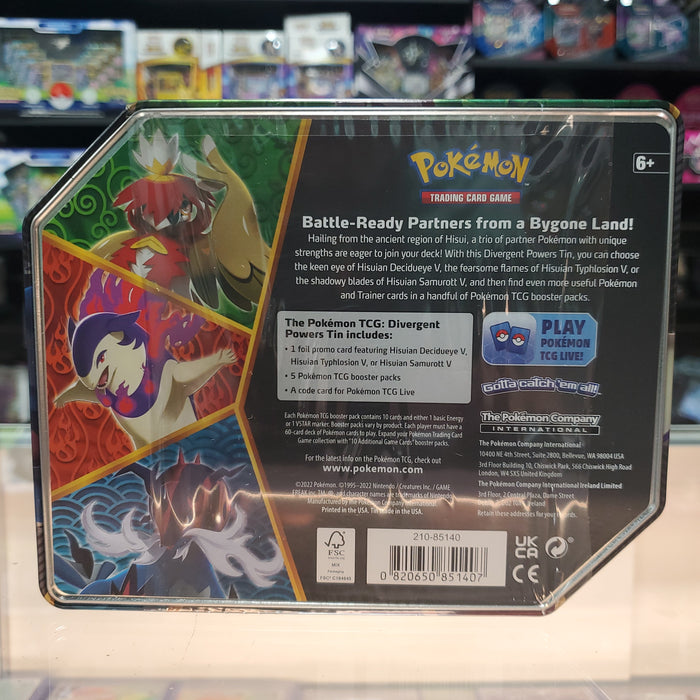 6+
POKéMON
TRADING CARD GAME
Battle-Ready Partners from a Bygone Land!
Hailing from the ancient region of Hisui, a trio of partner Pokémon with unique
strengths are eager to join your deck! With this Divergent Powers Tin, you can choose
the keen eye of Hisuian Decidueye V, the fearsome flames of Hisuian Typhlosion V, or
the shadowy blades of Hisuian Samurott V, and then find even more useful Pokémon
and Trainer cards in a handful of Pokémon TCG booster packs.
The Pokémon TCG: Divergent
Powers Tin includes:
• 1 foil promo card featuring Hisuian Decidueye V,
Hisuian Typhlosion V, or Hisuian Samurott V
• 5 Pokémon TCG booster packs
• A code card for Pokémon TCG Live
PLAY
POKÉMON
TCG LIVE!
Gotta catch 'em all!
The Pokémon Company
INTERNATIONAL
Each Pokémon TCG booster pack contains 10 cards and either 1 basic Energy
or 1 VSTAR marker. Booster packs vary by product. Each player must have a
60-card deck of Pokémon cards to play. Expand your Pokémon Trading Card
Game collection with "10 Additional Game Cards" booster packs.
For the latest info on the Pokémon TCG, check out
www.pokemon.com
©2022 Pokémon. ©1995–2022 Nintendo / Creatures Inc. / GAME
FREAK inc. TM, ®, and character names are trademarks of Nintendo.
Manufactured by The Pokémon Company International.
Printed in the USA. Tin made in the USA.
The Pokémon Company International
10400 NE 4th Street, Suite 2800, Bellevue, WA 98004 USA
3rd Floor Building 10, Chiswick Park, 566 Chiswick High Road
London, W4 5XS United Kingdom
The Pokémon Company International Ireland Limited
3rd Floor, 2 Central Plaza, Dame Street
Ireland
Retain these addresses for your records.
FSC
www.fsc.org
MIX
Packaging
210-85140
0 820650 851407
UK
CA
CE